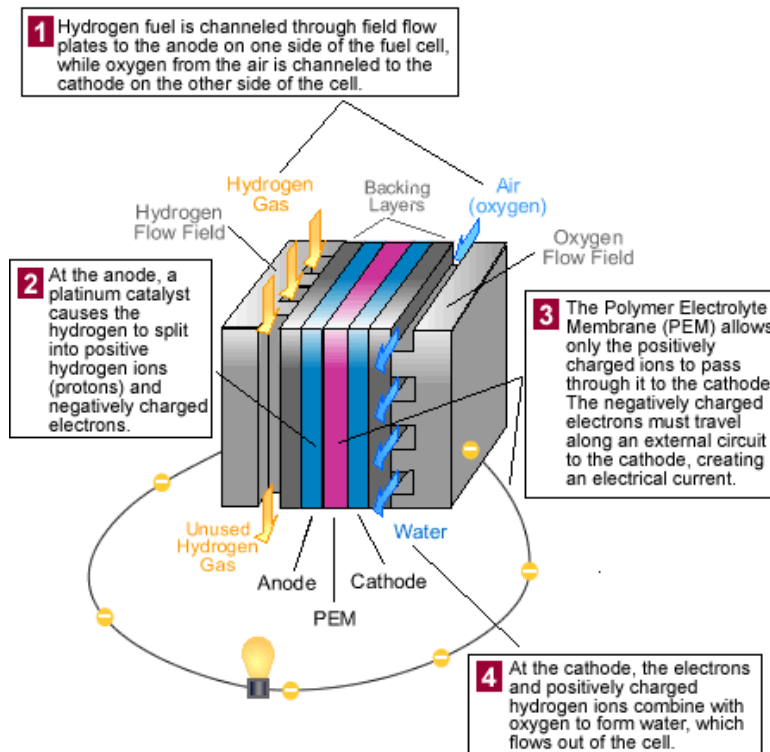 1 Hydrogen fuel is channeled through field flow
plates to the anode on one side of the fuel cell,
while oxygen from the air is channeled to the
cathode on the other side of the cell.
Hydrogen
Gas
Hydrogen
Flow Field
Backing
Layers
Air
(oxygen)
Oxygen
Flow Field
2 At the anode, a
platinum catalyst
causes the
hydrogen to split
into positive
hydrogen ions
(protons) and
negatively charged
electrons.
3 The Polymer Electrolyte
Membrane (PEM) allows
only the positively
charged ions to pass
through it to the cathode
The negatively charged
electrons must travel
along an external circuit
to the cathode, creating
an electrical current.
Unused
Hydrogen
Gas
Anode
PEM
Cathode
Water
4 At the cathode, the electrons
and positively charged
hydrogen ions combine with
oxygen to form water, which
flows out of the cell.